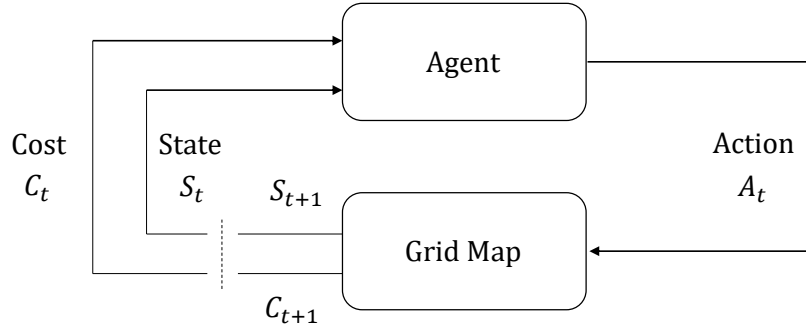 Agent
Cost
C_t
State
S_t
Action
A_t
S_{t+1}
Grid Map
C_{t+1}